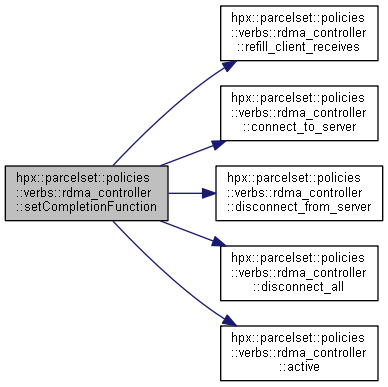 hpx::parcelset::policies
::verbs::rdma_controller
::setCompletionFunction
hpx::parcelset::policies
::verbs::rdma_controller
::refill_client_receives
hpx::parcelset::policies
::verbs::rdma_controller
::connect_to_server
hpx::parcelset::policies
::verbs::rdma_controller
::disconnect_from_server
hpx::parcelset::policies
::verbs::rdma_controller
::disconnect_all
hpx::parcelset::policies
::verbs::rdma_controller
::active